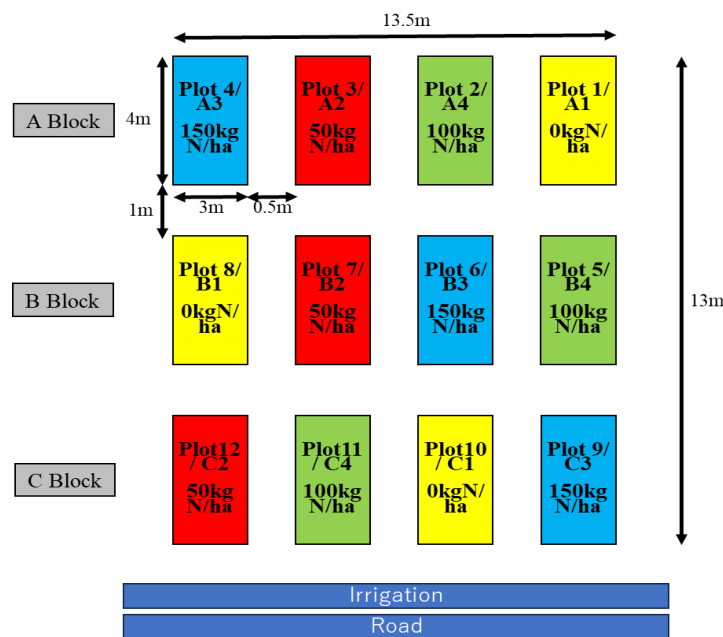 13.5m
Plot 4/
A3
150kg
N/ha
Plot 3/
A2
50kg
N/ha
Plot 2/
A4
100kg
N/ha
Plot 1/
A1
0kgN/
ha
A Block
4m
1m
3m
0.5m
Plot 8/
B1
0kgN/
ha
Plot 7/
B2
50kg
N/ha
Plot 6/
B3
150kg
N/ha
Plot 5/
B4
100kg
N/ha
B Block
13m
Plot12
/ C2
50kg
N/ha
Plot11
/ C4
100kg
N/ha
Plot10
/ C1
0kgN/
ha
Plot 9/
C3
150kg
N/ha
C Block
Irrigation
Road